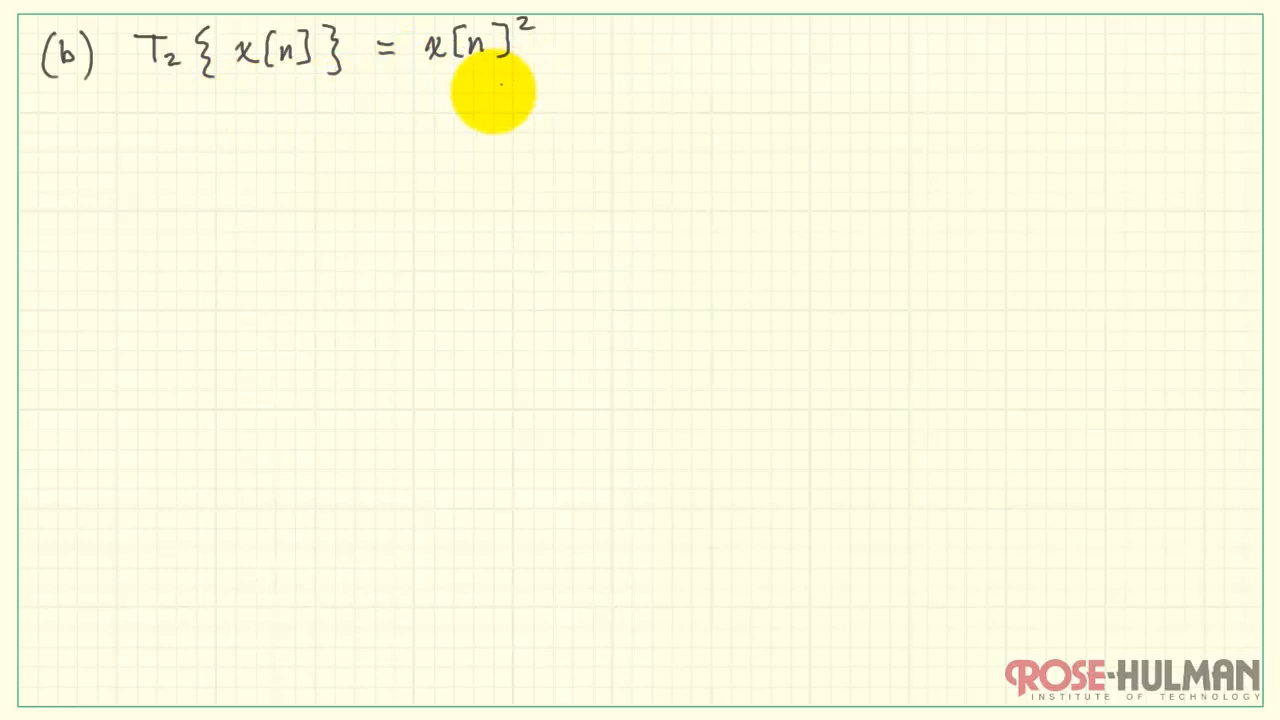 (b) T₂ { x[n] } = x[n]²
ROSE-HULMAN
INSTITUTE OF TECHNOLOGY